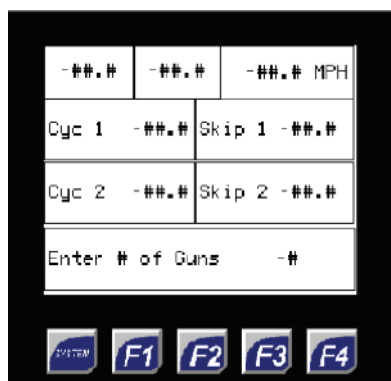 -##.# -##.# -##.# MPH
Cyc 1 -##.# Skip 1 -##.#
Cyc 2 -##.# Skip 2 -##.#
Enter # of Guns -#
SYSTEM F1 F2 F3 F4